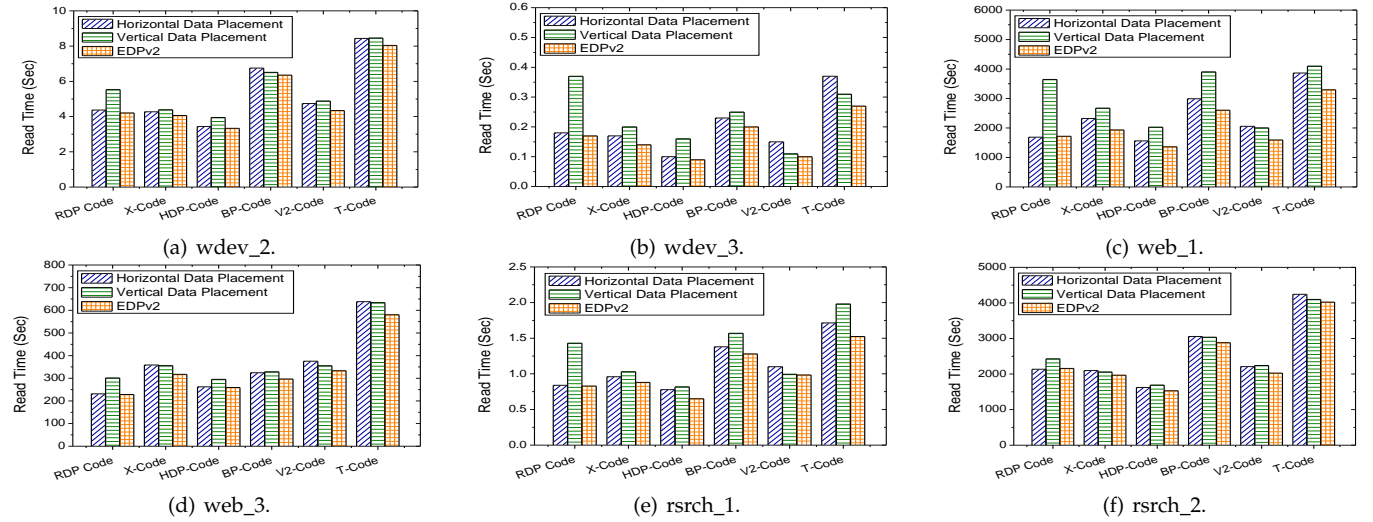 Horizontal Data Placement
Vertical Data Placement
EDPv2
Read Time (Sec)
10
8
6
4
2
0
RDP Code
X-Code
HDP-Code
BP-Code
V2-Code
T-Code
(a) wdev_2.
Horizontal Data Placement
Vertical Data Placement
EDPv2
Read Time (Sec)
0.6
0.5
0.4
0.3
0.2
0.1
0.0
RDP Code
X-Code
HDP-Code
BP-Code
V2-Code
T-Code
(b) wdev_3.
Horizontal Data Placement
Vertical Data Placement
EDPv2
Read Time (Sec)
6000
5000
4000
3000
2000
1000
0
RDP Code
X-Code
HDP-Code
BP-Code
V2-Code
T-Code
(c) web_1.
Horizontal Data Placement
Vertical Data Placement
EDPv2
Read Time (Sec)
800
700
600
500
400
300
200
100
0
RDP Code
X-Code
HDP-Code
BP-Code
V2-Code
T-Code
(d) web_3.
Horizontal Data Placement
Vertical Data Placement
EDPv2
Read Time (Sec)
2.5
2.0
1.5
1.0
0.5
0.0
RDP Code
X-Code
HDP-Code
BP-Code
V2-Code
T-Code
(e) rsrch_1.
Horizontal Data Placement
Vertical Data Placement
EDPv2
Read Time (Sec)
5000
4000
3000
2000
1000
0
RDP Code
X-Code
HDP-Code
BP-Code
V2-Code
T-Code
(f) rsrch_2.